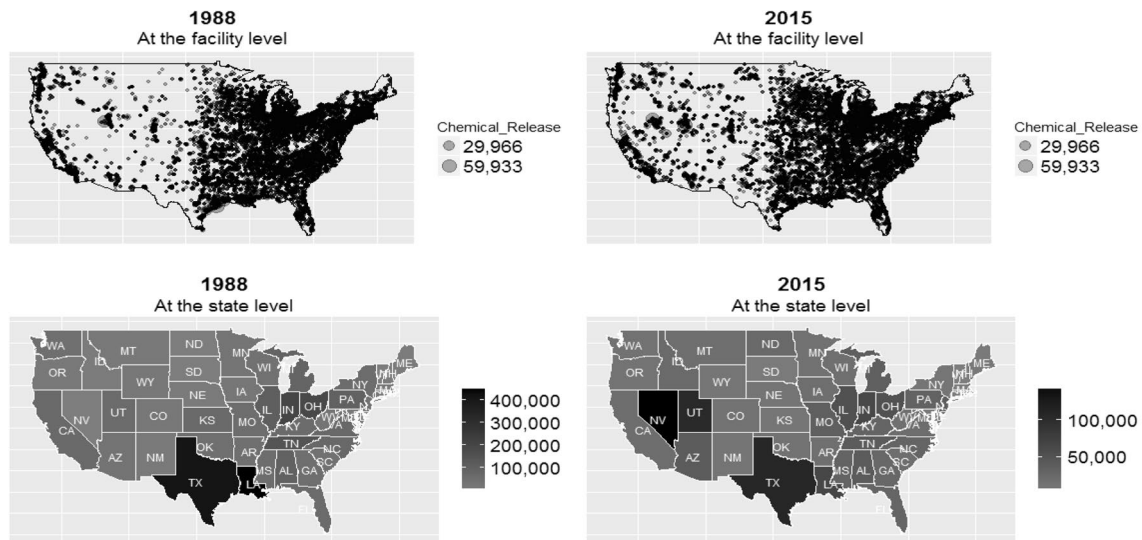 1988
At the facility level
Chemical_Release
29,966
59,933
2015
At the facility level
Chemical_Release
29,966
59,933
1988
At the state level
WA
MT
ND
MN
ME
OR
ID
SD
WI
NY
WY
IA
PA
NE
NV
UT
IL
IN
OH
CO
KS
MO
KY
CA
TN
NC
AZ
NM
OK
AR
SC
MS
AL
GA
TX
LA
FL
400,000
300,000
200,000
100,000
2015
At the state level
WA
MT
ND
MN
ME
OR
ID
SD
WI
NY
WY
IA
PA
NE
NV
UT
IL
IN
OH
CO
KS
MO
KY
CA
TN
NC
AZ
NM
OK
AR
SC
MS
AL
GA
TX
LA
FL
100,000
50,000